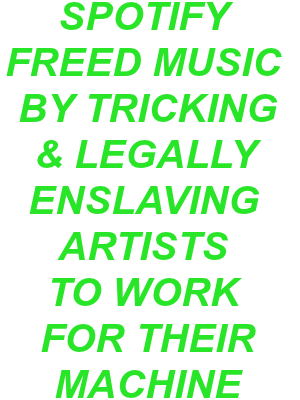 SPOTIFY
FREED MUSIC
BY TRICKING
& LEGALLY
ENSLAVING
ARTISTS
TO WORK
FOR THEIR
MACHINE